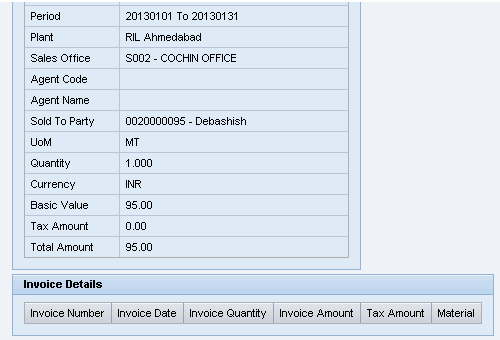 Period 20130101 To 20130131
Plant RIL Ahmedabad
Sales Office S002 - COCHIN OFFICE
Agent Code
Agent Name
Sold To Party 0020000095 - Debashish
UoM MT
Quantity 1.000
Currency INR
Basic Value 95.00
Tax Amount 0.00
Total Amount 95.00
Invoice Details
Invoice Number Invoice Date Invoice Quantity Invoice Amount Tax Amount Material